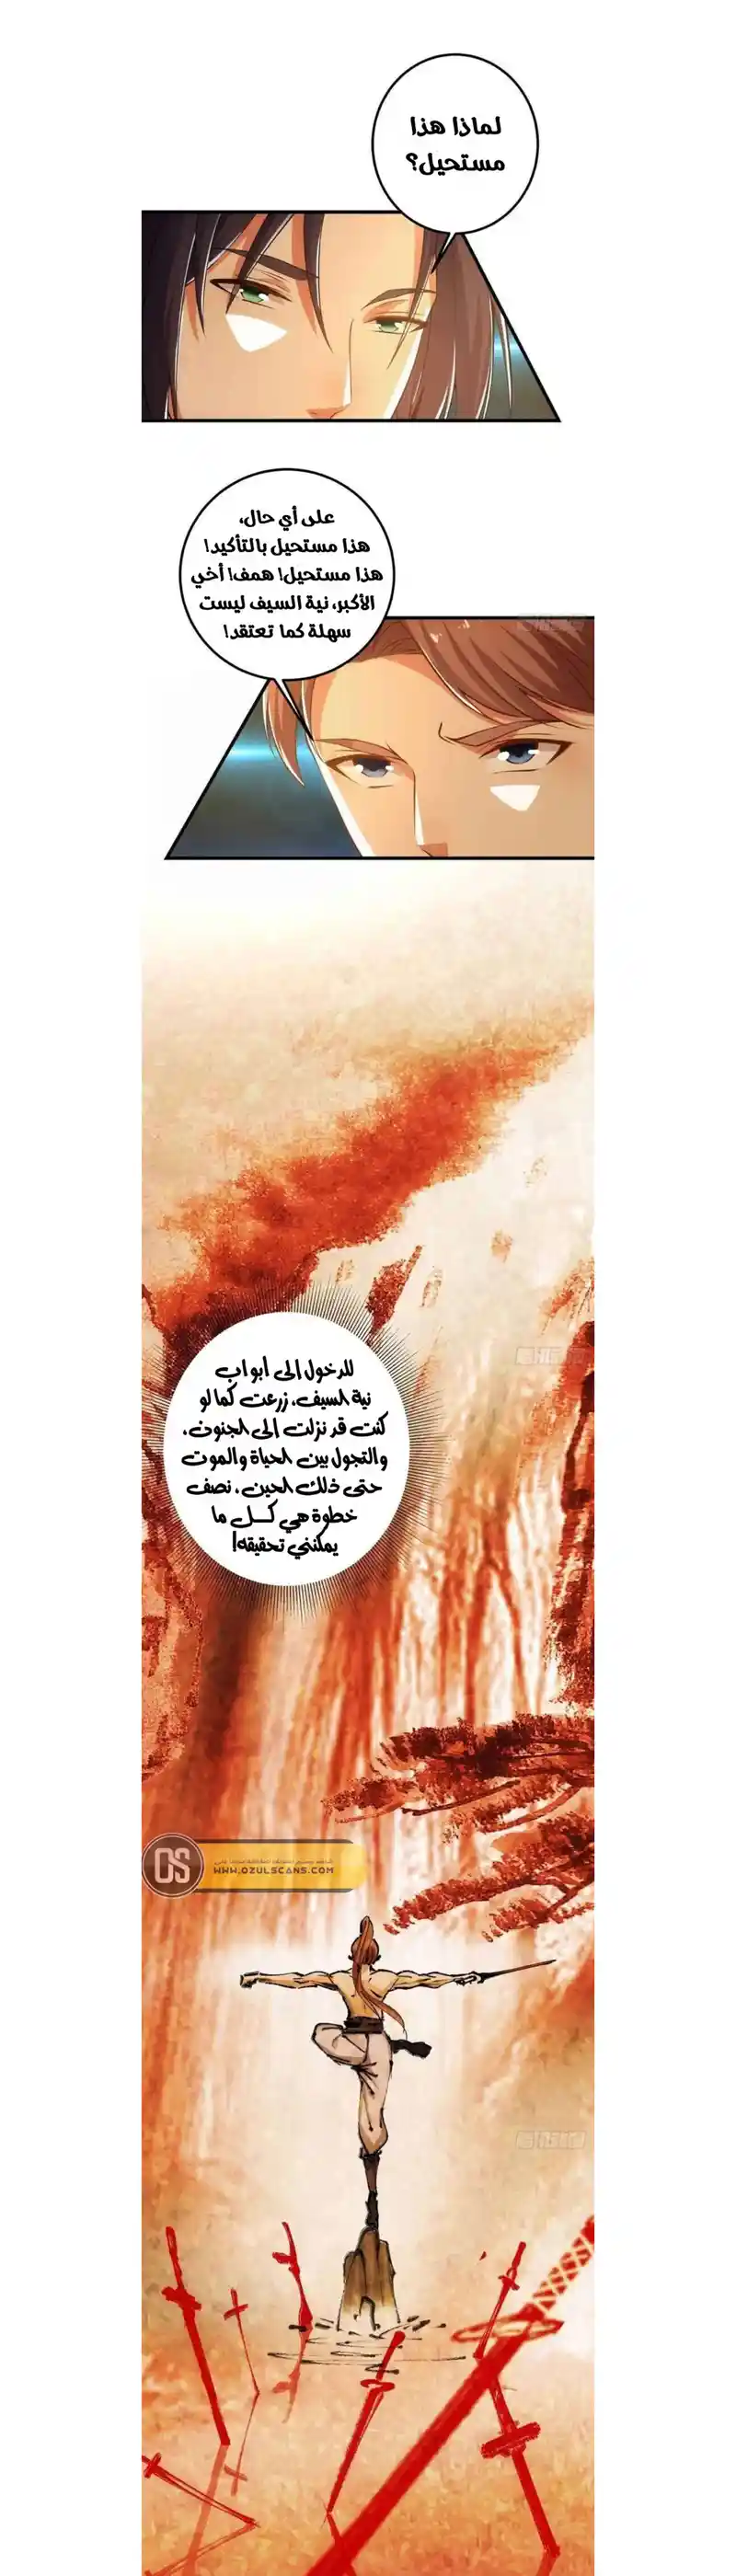 لماذا هذا
مستحيل؟
على أي حال،
هذا مستحيل بالتأكيد!
هذا مستحيل! همف! أخي
الأكبر، نية السيف ليست
سهلة كما تعتقد!
للدخول الى ابواب
نية السيف، زرعت كما لو
كنت قد نزلت إلى الجنون،
والتجول بين الحياة والموت
حتى ذلك الحين، نصف
خطوة هي كل ما
يمكنني تحقيقه!
OS
WWW.OZULSCANS.COM